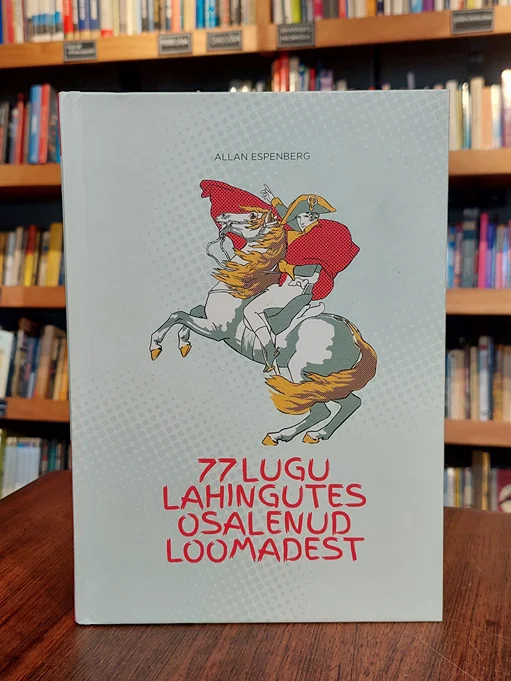 ALLAN ESPENBERG
77 LUGU
LAHINGUTES
OSALENUD
LOOMADEST